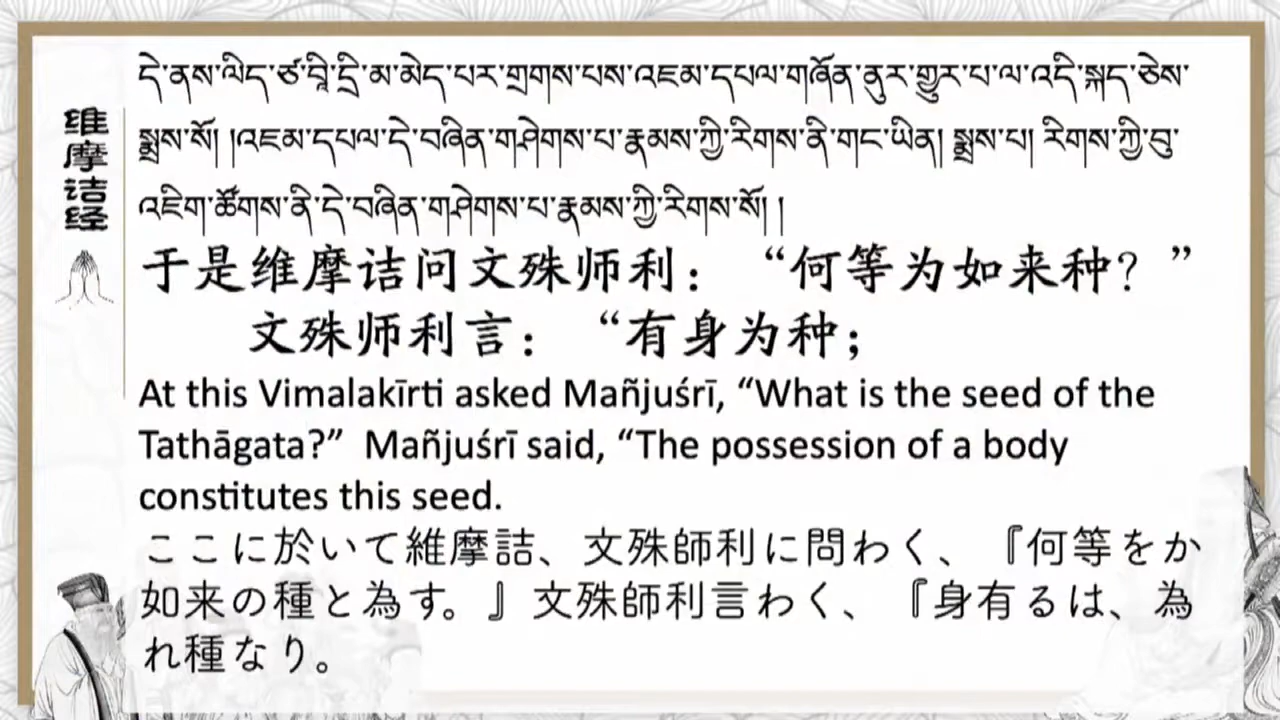 维摩诘经
དེ་ནས་ལིད་ཙ་བཱི་དྲི་མ་མེད་པར་གྲགས་པས་འཇམ་དཔལ་གཞོན་ནུར་གྱུར་པ་ལ་འདི་སྐད་ཅེས་
སྨྲས་སོ། །འཇམ་དཔལ་དེ་བཞིན་གཤེགས་པ་རྣམས་ཀྱི་རིགས་ནི་གང་ཡིན། སྨྲས་པ། རིགས་ཀྱི་བུ་
འཇིག་ཚོགས་ནི་དེ་བཞིན་གཤེགས་པ་རྣམས་ཀྱི་རིགས་སོ། །
于是维摩诘问文殊师利：“何等为如来种？”
文殊师利言：“有身为种；
At this Vimalakīrti asked Mañjuśrī, “What is the seed of the
Tathāgata?” Mañjuśrī said, “The possession of a body
constitutes this seed.
ここに於いて維摩詰、文殊師利に問わく、『何等をか
如来の種と為す。』文殊師利言わく、『身有るは、為
れ種なり。